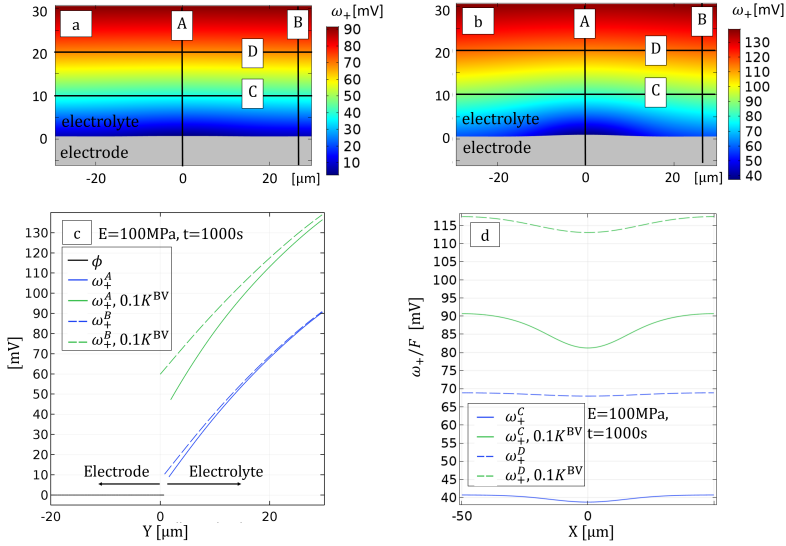 ω₊ [mV]
a
A
B
D
C
electrolyte
electrode
30
20
10
0
-20
0
20
[μm]
90
80
70
60
50
40
30
20
10
ω₊ [mV]
b
A
B
D
C
electrolyte
electrode
30
20
10
0
-20
0
20
[μm]
130
120
110
100
90
80
70
60
50
40
c
E=100MPa, t=1000s
ϕ
ω₊ᴬ
ω₊ᴬ, 0.1Kᴮⱽ
ω₊ᴮ
ω₊ᴮ, 0.1Kᴮⱽ
Electrode
Electrolyte
[mV]
130
120
110
100
90
80
70
60
50
40
30
20
10
0
-20
0
20
Y [μm]
d
ω₊/F [mV]
115
110
105
100
95
90
85
80
75
70
65
60
55
50
45
40
ω₊ᶜ
ω₊ᶜ, 0.1Kᴮⱽ
ω₊ᴰ
ω₊ᴰ, 0.1Kᴮⱽ
E=100MPa,
t=1000s
-50
0
X [μm]